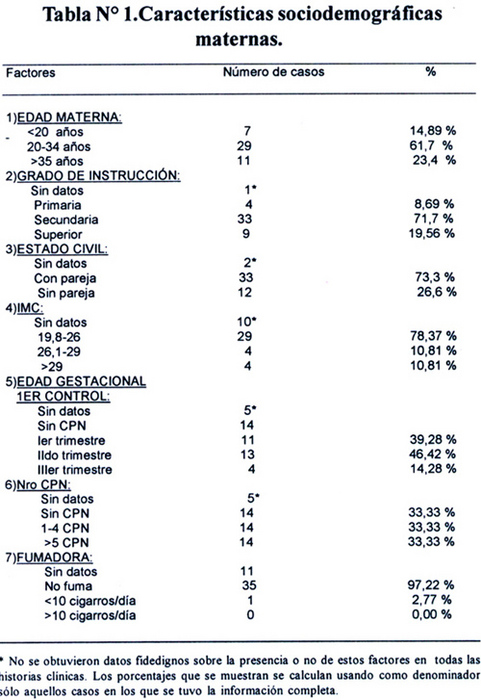 Tabla N° 1.Características sociodemográficas
maternas.
Factores Número de casos %
1)EDAD MATERNA:
<20 años 7 14,89 %
20-34 años 29 61,7 %
>35 años 11 23,4 %
2)GRADO DE INSTRUCCIÓN:
Sin datos 1*
Primaria 4 8,69 %
Secundaria 33 71,7 %
Superior 9 19,56 %
3)ESTADO CIVIL:
Sin datos 2*
Con pareja 33 73,3 %
Sin pareja 12 26,6 %
4)IMC:
Sin datos 10*
19,8-26 29 78,37 %
26,1-29 4 10,81 %
>29 4 10,81 %
5)EDAD GESTACIONAL
1ER CONTROL:
Sin datos 5*
Sin CPN 14
Ier trimestre 11 39,28 %
IIdo trimestre 13 46,42 %
IIIer trimestre 4 14,28 %
6)Nro CPN:
Sin datos 5*
Sin CPN 14 33,33 %
1-4 CPN 14 33,33 %
>5 CPN 14 33,33 %
7)FUMADORA:
Sin datos 11
No fuma 35 97,22 %
<10 cigarros/día 1 2,77 %
>10 cigarros/día 0 0,00 %
* No se obtuvieron datos fidedignos sobre la presencia o no de estos factores en todas las
historias clinicas. Los porcentajes que se muestran se calculan usando como denominador
sólo aquellos casos en los que se tuvo la información completa.